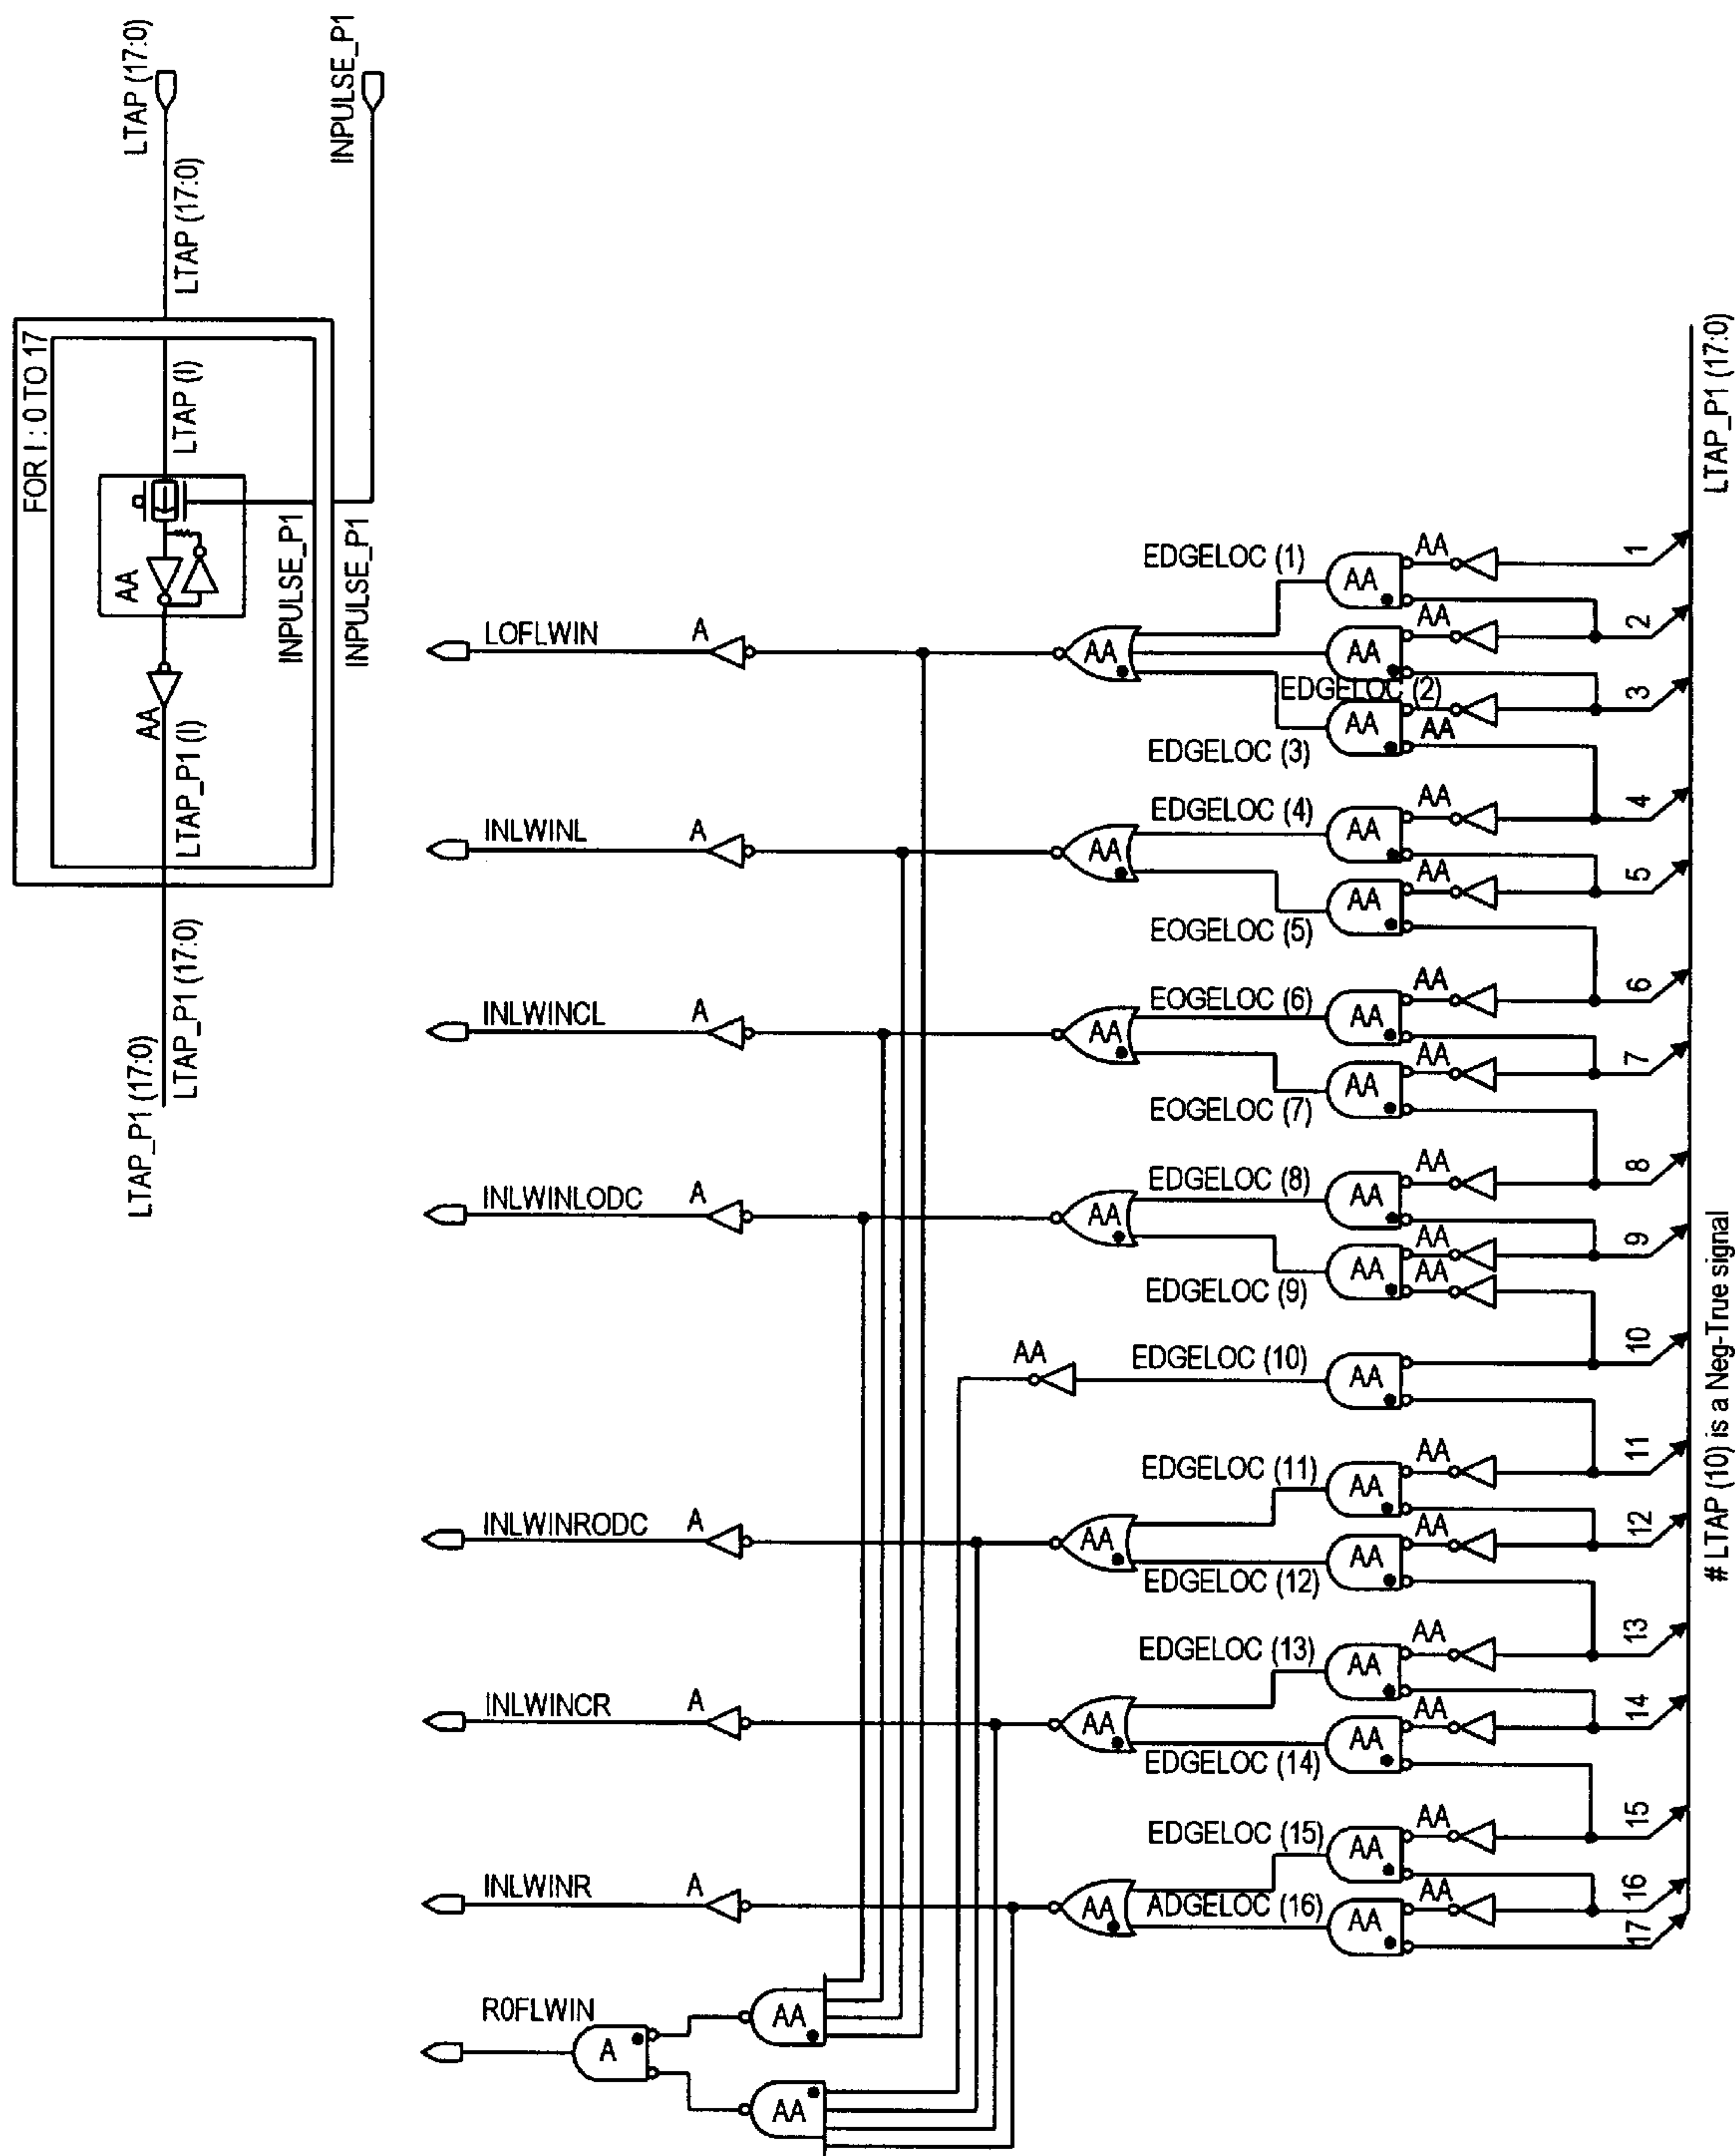 LTAP (17:0)
INPULSE_P1
LTAP (17:0)
FOR I : 0 TO 17
LTAP (I)
AA
INPULSE_P1
INPULSE_P1
AA
LTAP_P1 (I)
LTAP_P1 (17:0)
LTAP_P1 (17:0)
LOFLWIN
A
AA
EDGELOC (1)
AA
AA
1
EDGELOC (2)
AA
AA
2
EDGELOC (3)
AA
AA
3
INLWINL
A
AA
EDGELOC (4)
AA
AA
4
EOGELOC (5)
AA
AA
5
INLWINCL
A
AA
EOGELOC (6)
AA
AA
6
EOGELOC (7)
AA
AA
7
INLWINLODC
A
AA
EDGELOC (8)
AA
AA
8
EDGELOC (9)
AA
AA
AA
9
AA
EDGELOC (10)
AA
10
INLWINRODC
A
AA
EDGELOC (11)
AA
AA
11
EDGELOC (12)
AA
AA
12
INLWINCR
A
AA
EDGELOC (13)
AA
AA
13
EDGELOC (14)
AA
AA
14
INLWINR
A
AA
EDGELOC (15)
AA
AA
15
ADGELOC (16)
AA
AA
16
17
R0FLWIN
A
AA
AA
LTAP_P1 (17:0)
# LTAP (10) is a Neg-True signal